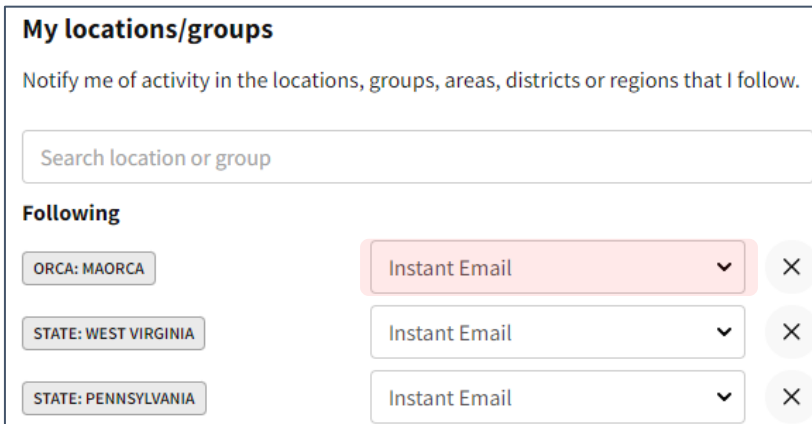 My locations/groups
Notify me of activity in the locations, groups, areas, districts or regions that I follow.
Search location or group
Following
ORCA: MAORCA Instant Email
STATE: WEST VIRGINIA Instant Email
STATE: PENNSYLVANIA Instant Email